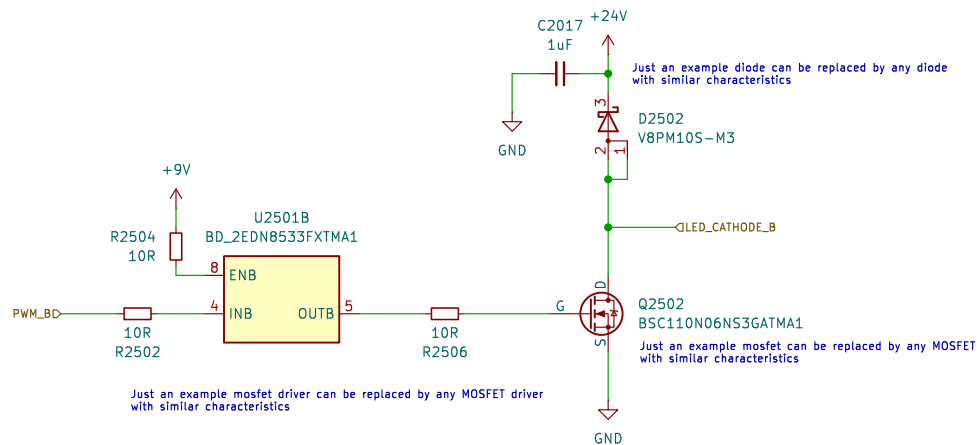 C2017
1uF
+24V
Just an example diode can be replaced by any diode
with similar characteristics
3
D2502
V8PM10S-M3
GND
2
1
+9V
U2501B
BD_2EDN8533FXTMA1
R2504
10R
LED_CATHODE_B
8
ENB
D
Q2502
BSC110N06NS3GATMA1
PWM_B
4
INB
OUTB
5
G
10R
R2502
10R
R2506
S
Just an example mosfet can be replaced by any MOSFET
with similar characteristics
Just an example mosfet driver can be replaced by any MOSFET driver
with similar characteristics
GND